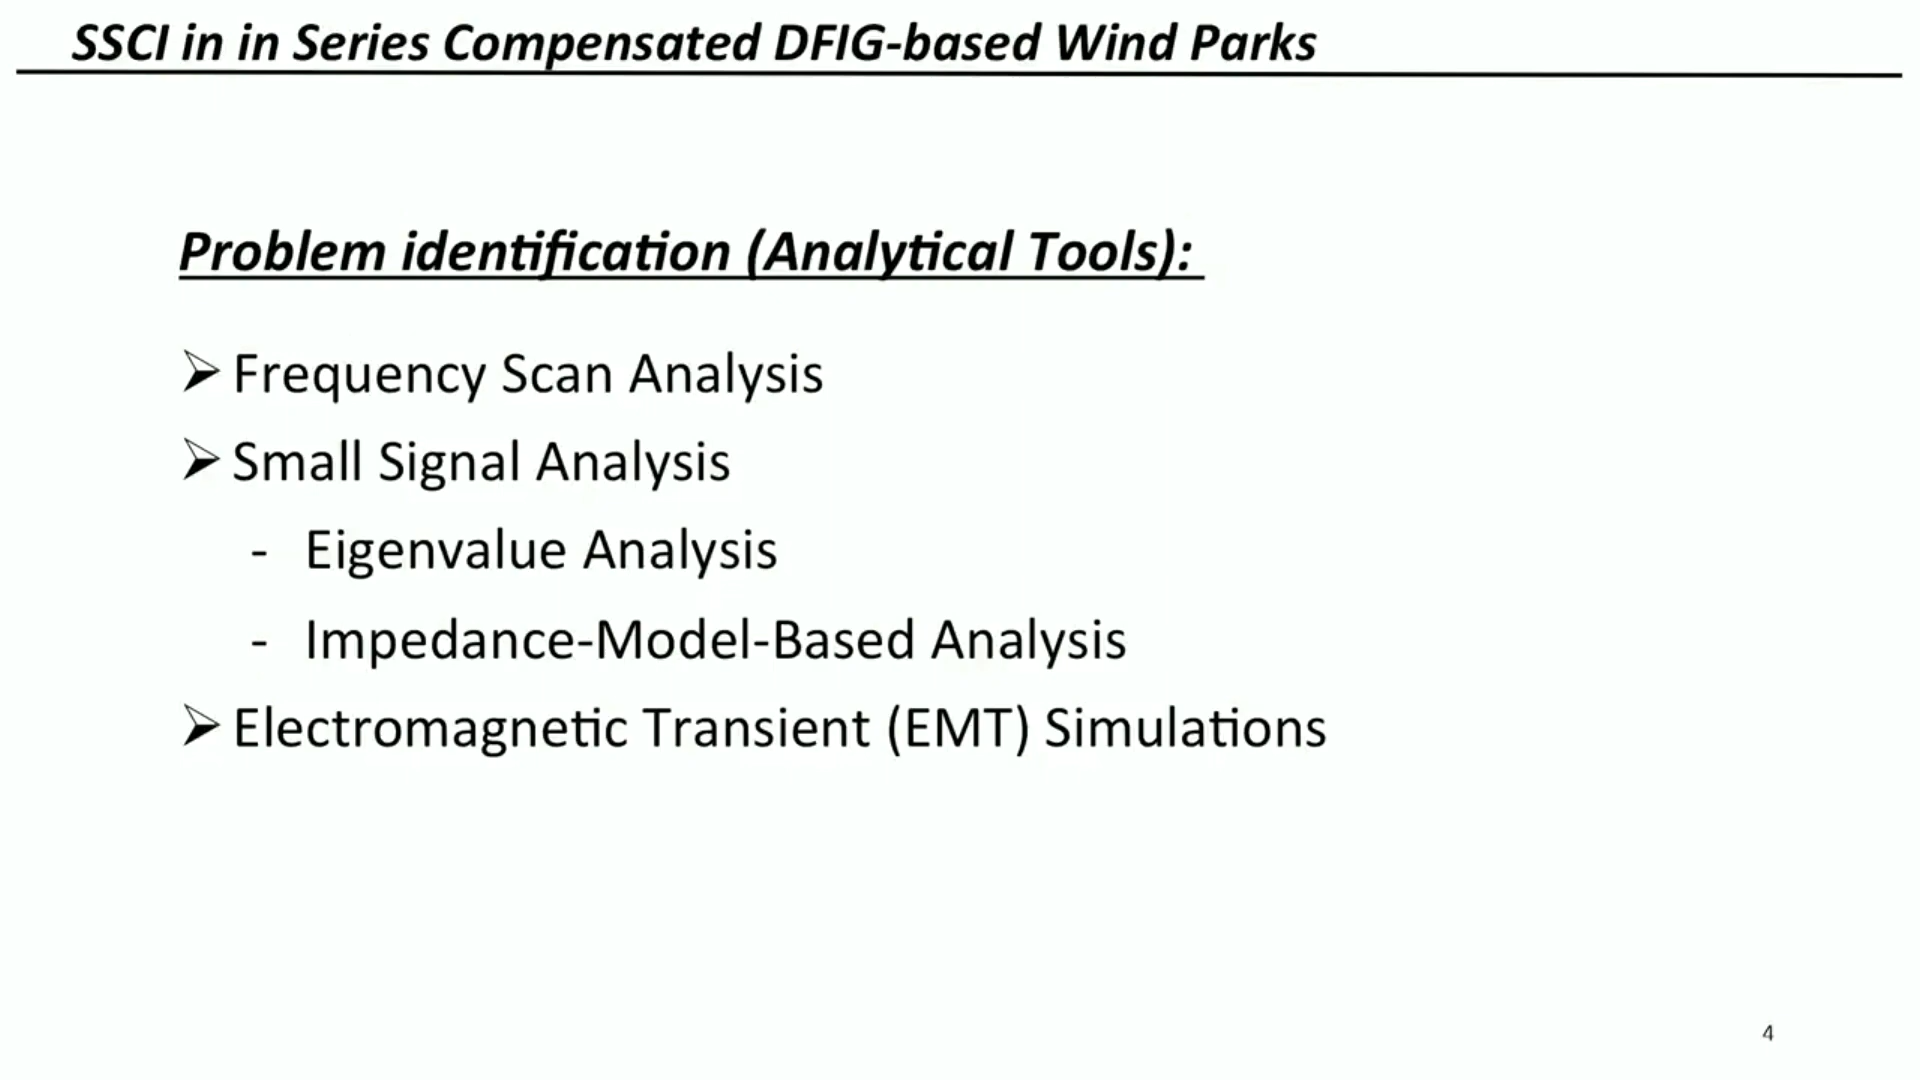 SSCI in in Series Compensated DFIG-based Wind Parks
Problem identification (Analytical Tools):
➢ Frequency Scan Analysis
➢ Small Signal Analysis
- Eigenvalue Analysis
- Impedance-Model-Based Analysis
➢ Electromagnetic Transient (EMT) Simulations
4